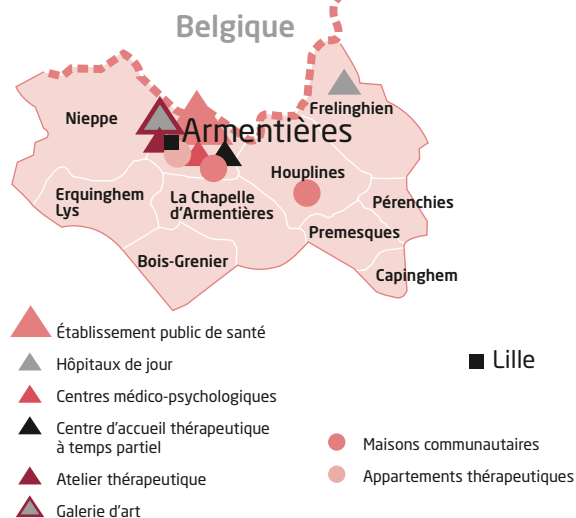 Belgique
Nieppe
Frelinghien
Armentières
Houplines
Erquinghem
Lys
La Chapelle
d'Armentières
Pérenchies
Premesques
Bois-Grenier
Capinghem
Établissement public de santé
Hôpitaux de jour
Lille
Centres médico-psychologiques
Centre d'accueil thérapeutique
à temps partiel
Maisons communautaires
Atelier thérapeutique
Appartements thérapeutiques
Galerie d'art